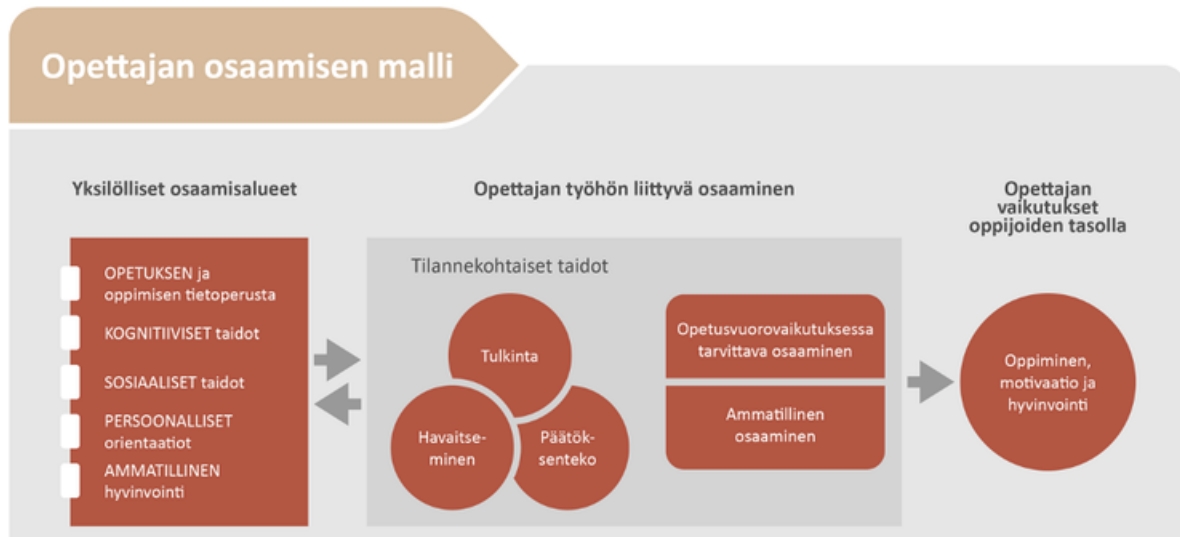 Opettajan osaamisen malli
Yksilölliset osaamisalueet
OPETUKSEN ja
oppimisen tietoperusta
KOGNITIIVISET taidot
SOSIAALISET taidot
PERSOONALLISET
orientaatiot
AMMATILLINEN
hyvinvointi
Opettajan työhön liittyvä osaaminen
Tilannekohtaiset taidot
Tulkinta
Havaitse-
minen
Päätök-
senteko
Opetusvuorovaikutuksessa
tarvittava osaaminen
Ammatillinen
osaaminen
Opettajan
vaikutukset
oppijoiden tasolla
Oppiminen,
motivaatio ja
hyvinvointi